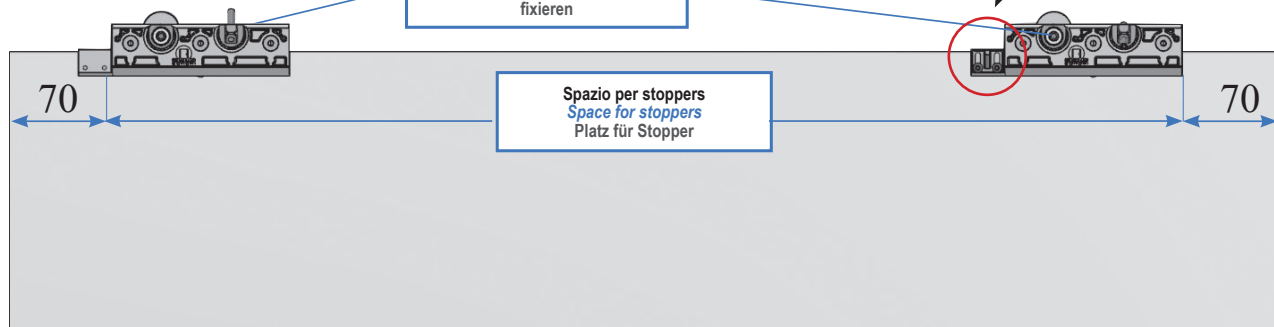 fixieren
70
Spazio per stoppers
Space for stoppers
Platz für Stopper
70